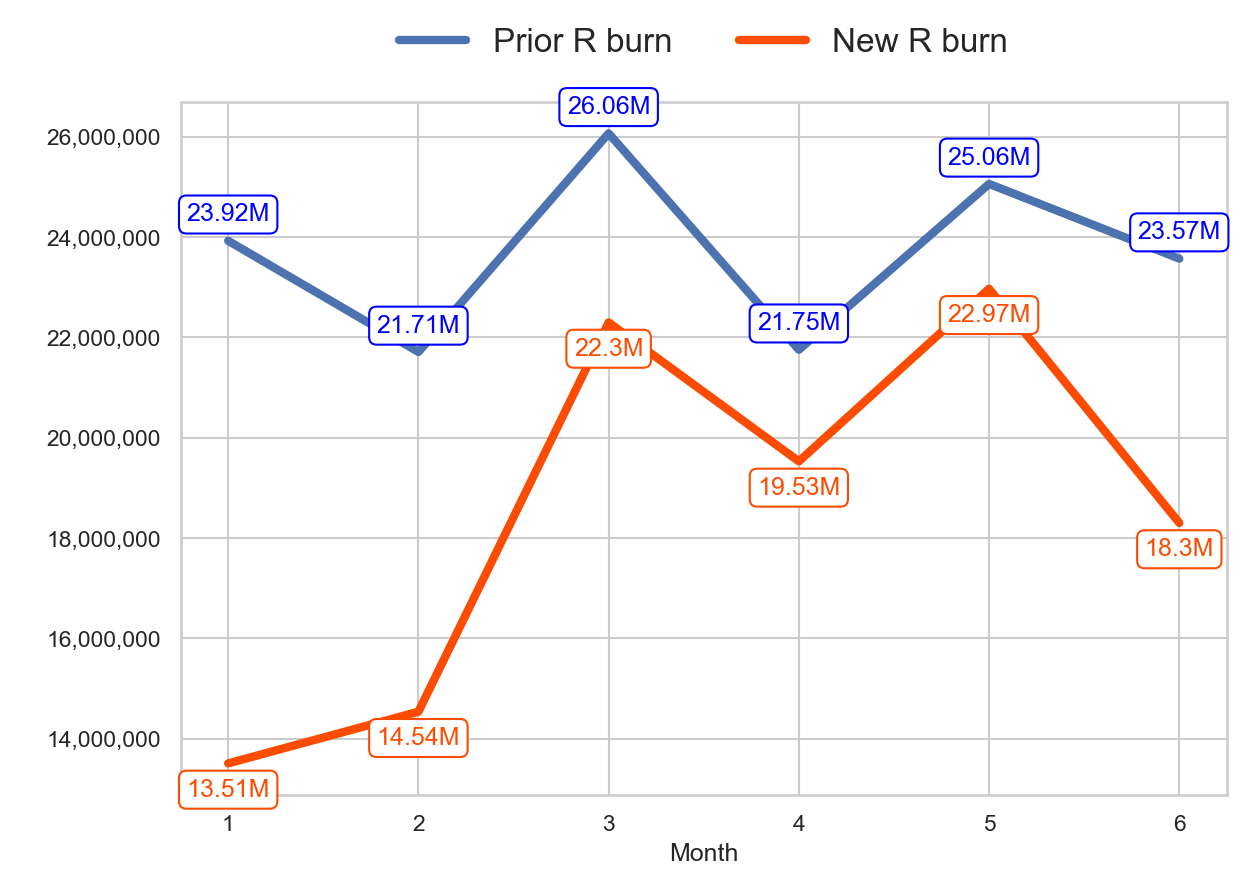 Prior R burn New R burn
26.06M
26,000,000
25.06M
23.92M
23.57M
24,000,000
21.71M
21.75M
22.97M
22,000,000
22.3M
20,000,000
19.53M
18,000,000
18.3M
16,000,000
14,000,000
14.54M
13.51M
1 2 3 4 5 6
Month